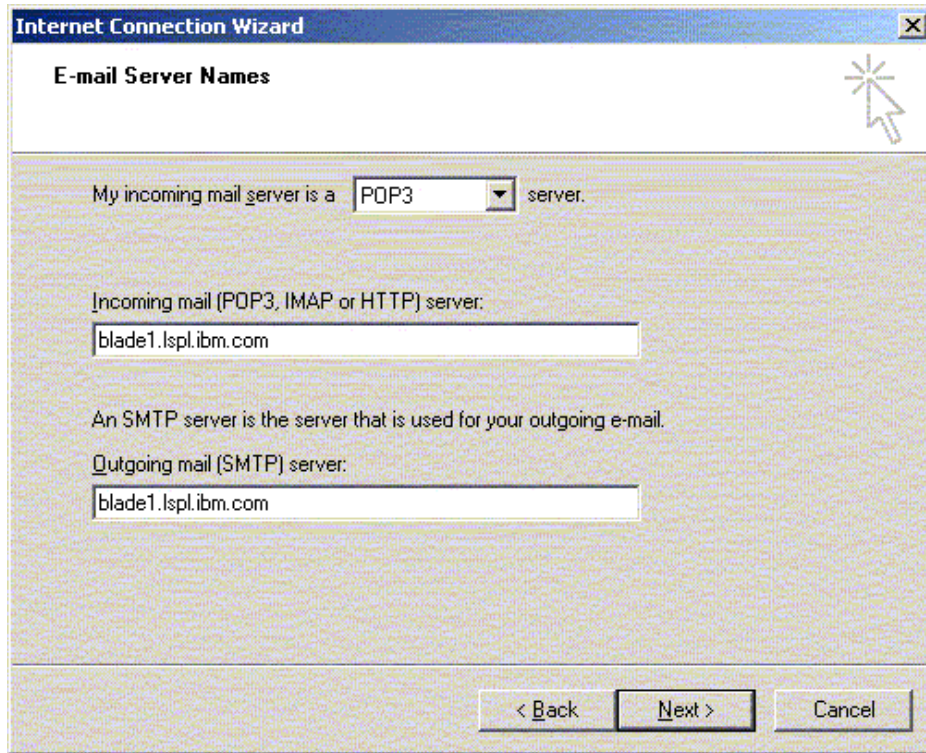 Internet Connection Wizard
E-mail Server Names
My incoming mail server is a POP3 server.
Incoming mail (POP3, IMAP or HTTP) server:
blade1.lspl.ibm.com
An SMTP server is the server that is used for your outgoing e-mail.
Outgoing mail (SMTP) server:
blade1.lspl.ibm.com
< Back Next > Cancel